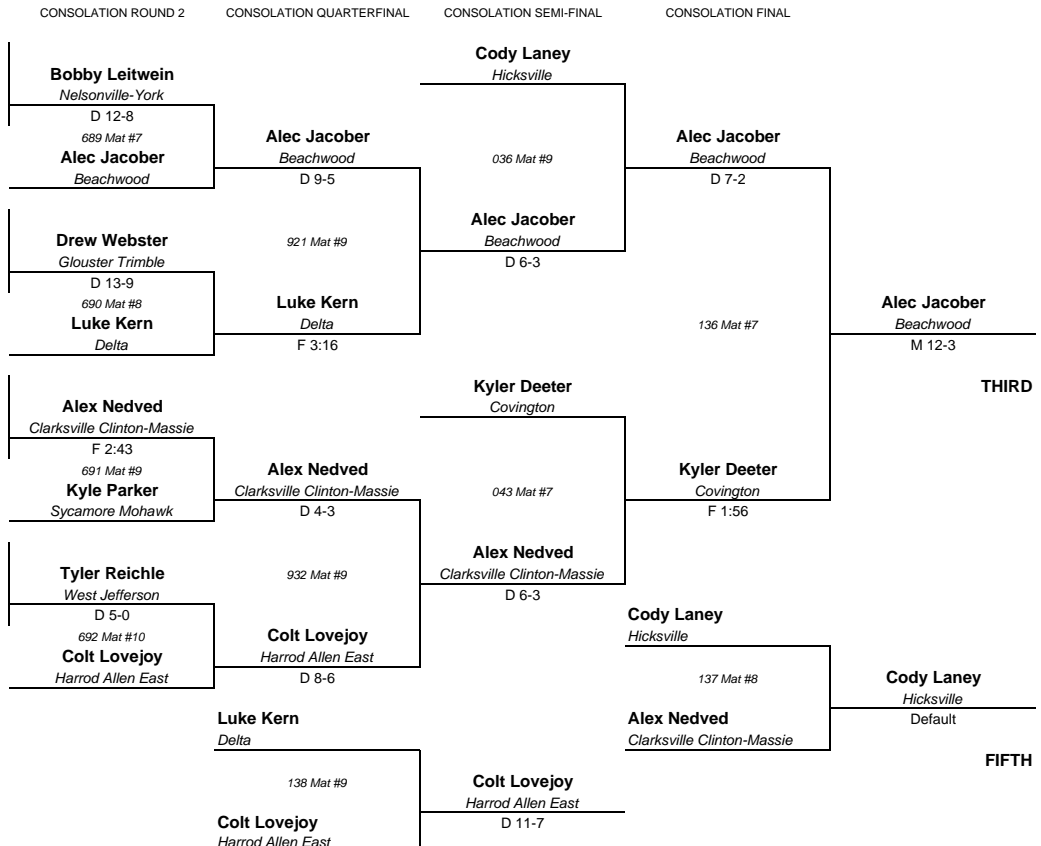 CONSOLATION ROUND 2
CONSOLATION QUARTERFINAL
CONSOLATION SEMI-FINAL
CONSOLATION FINAL
Bobby Leitwein
Nelsonville-York
D 12-8
689 Mat #7
Alec Jacober
Beachwood
Drew Webster
Glouster Trimble
D 13-9
690 Mat #8
Luke Kern
Delta
Alex Nedved
Clarksville Clinton-Massie
F 2:43
691 Mat #9
Kyle Parker
Sycamore Mohawk
Tyler Reichle
West Jefferson
D 5-0
692 Mat #10
Colt Lovejoy
Harrod Allen East
Alec Jacober
Beachwood
D 9-5
921 Mat #9
Luke Kern
Delta
F 3:16
Alex Nedved
Clarksville Clinton-Massie
D 4-3
932 Mat #9
Colt Lovejoy
Harrod Allen East
D 8-6
Luke Kern
Delta
138 Mat #9
Colt Lovejoy
Harrod Allen East
Cody Laney
Hicksville
036 Mat #9
Alec Jacober
Beachwood
D 6-3
Kyler Deeter
Covington
043 Mat #7
Alex Nedved
Clarksville Clinton-Massie
D 6-3
Colt Lovejoy
Harrod Allen East
D 11-7
Alec Jacober
Beachwood
D 7-2
136 Mat #7
Kyler Deeter
Covington
F 1:56
Cody Laney
Hicksville
137 Mat #8
Alex Nedved
Clarksville Clinton-Massie
Alec Jacober
Beachwood
M 12-3
THIRD
Cody Laney
Hicksville
Default
FIFTH